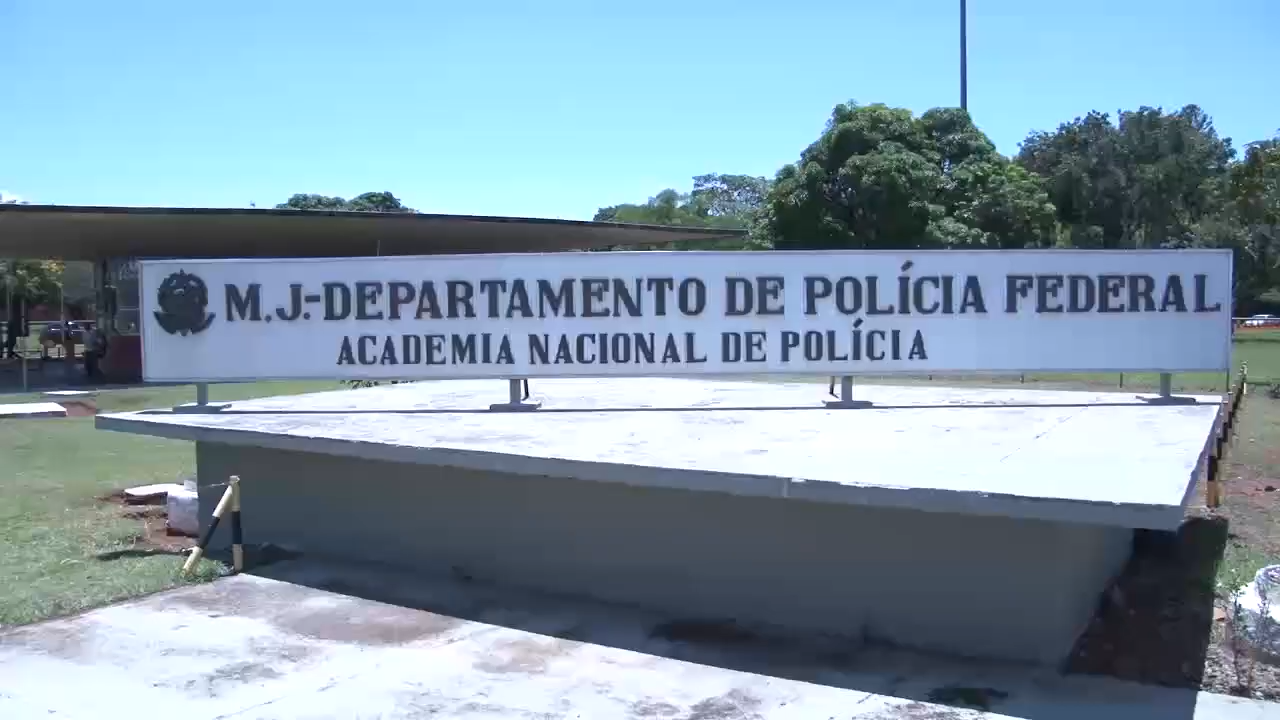 M.J.-DEPARTAMENTO DE POLÍCIA FEDERAL
ACADEMIA NACIONAL DE POLÍCIA